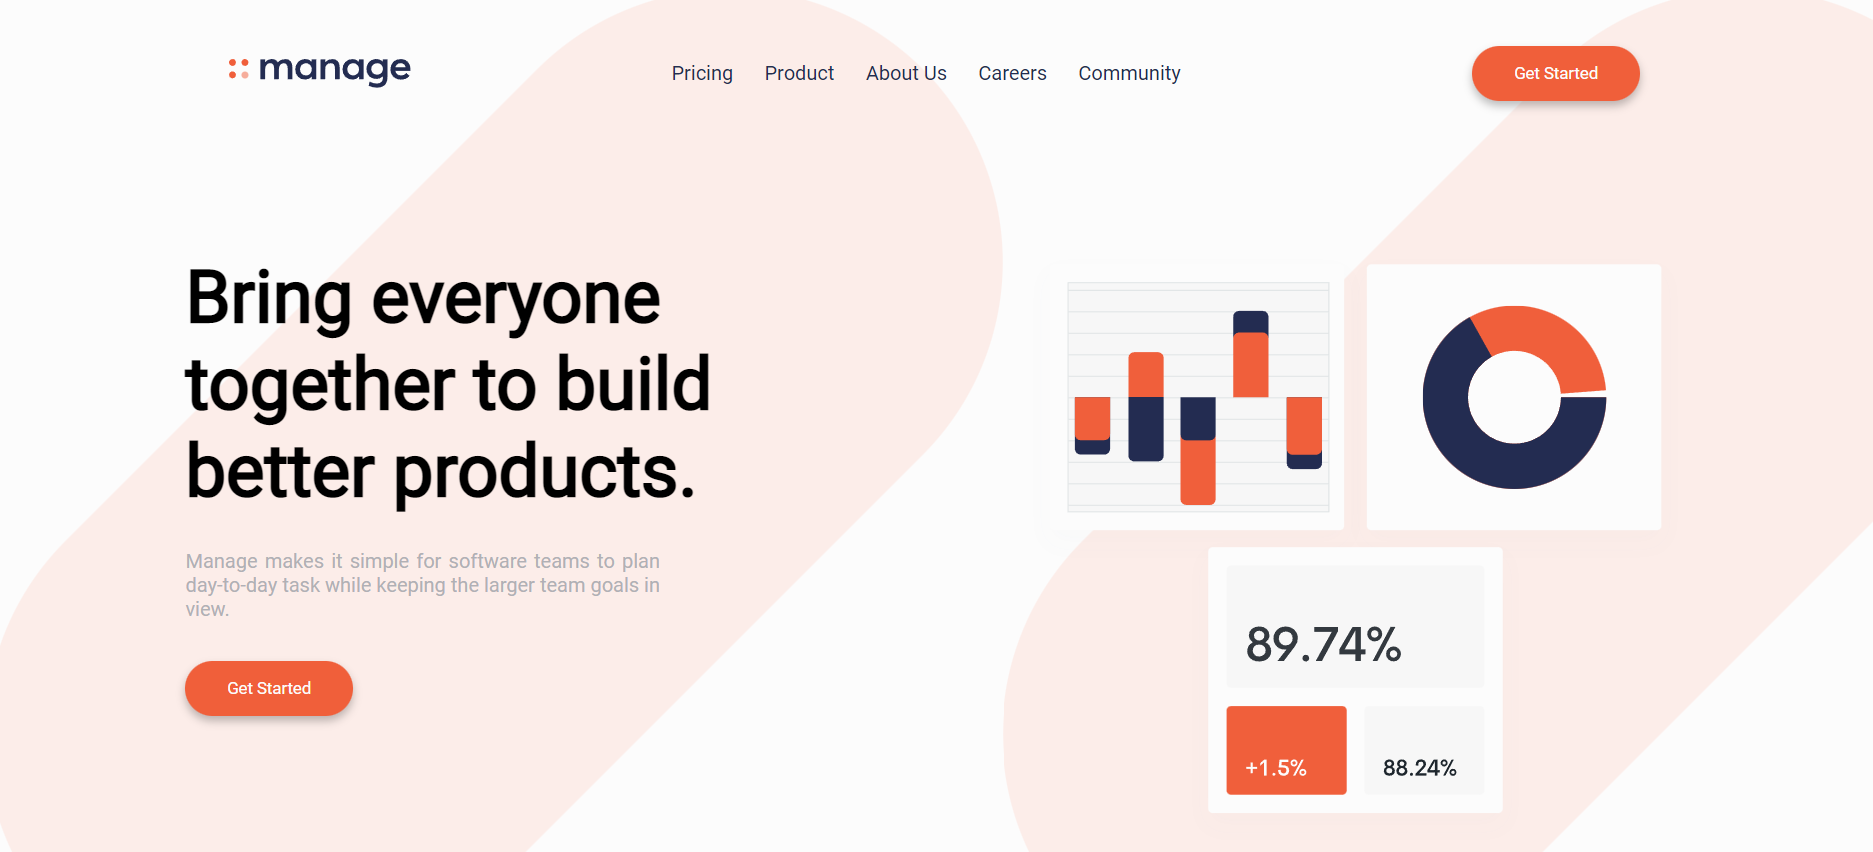 manage
Pricing Product About Us Careers Community
Get Started
Bring everyone
together to build
better products.
Manage makes it simple for software teams to plan
day-to-day task while keeping the larger team goals in
view.
Get Started
89.74%
+1.5%
88.24%